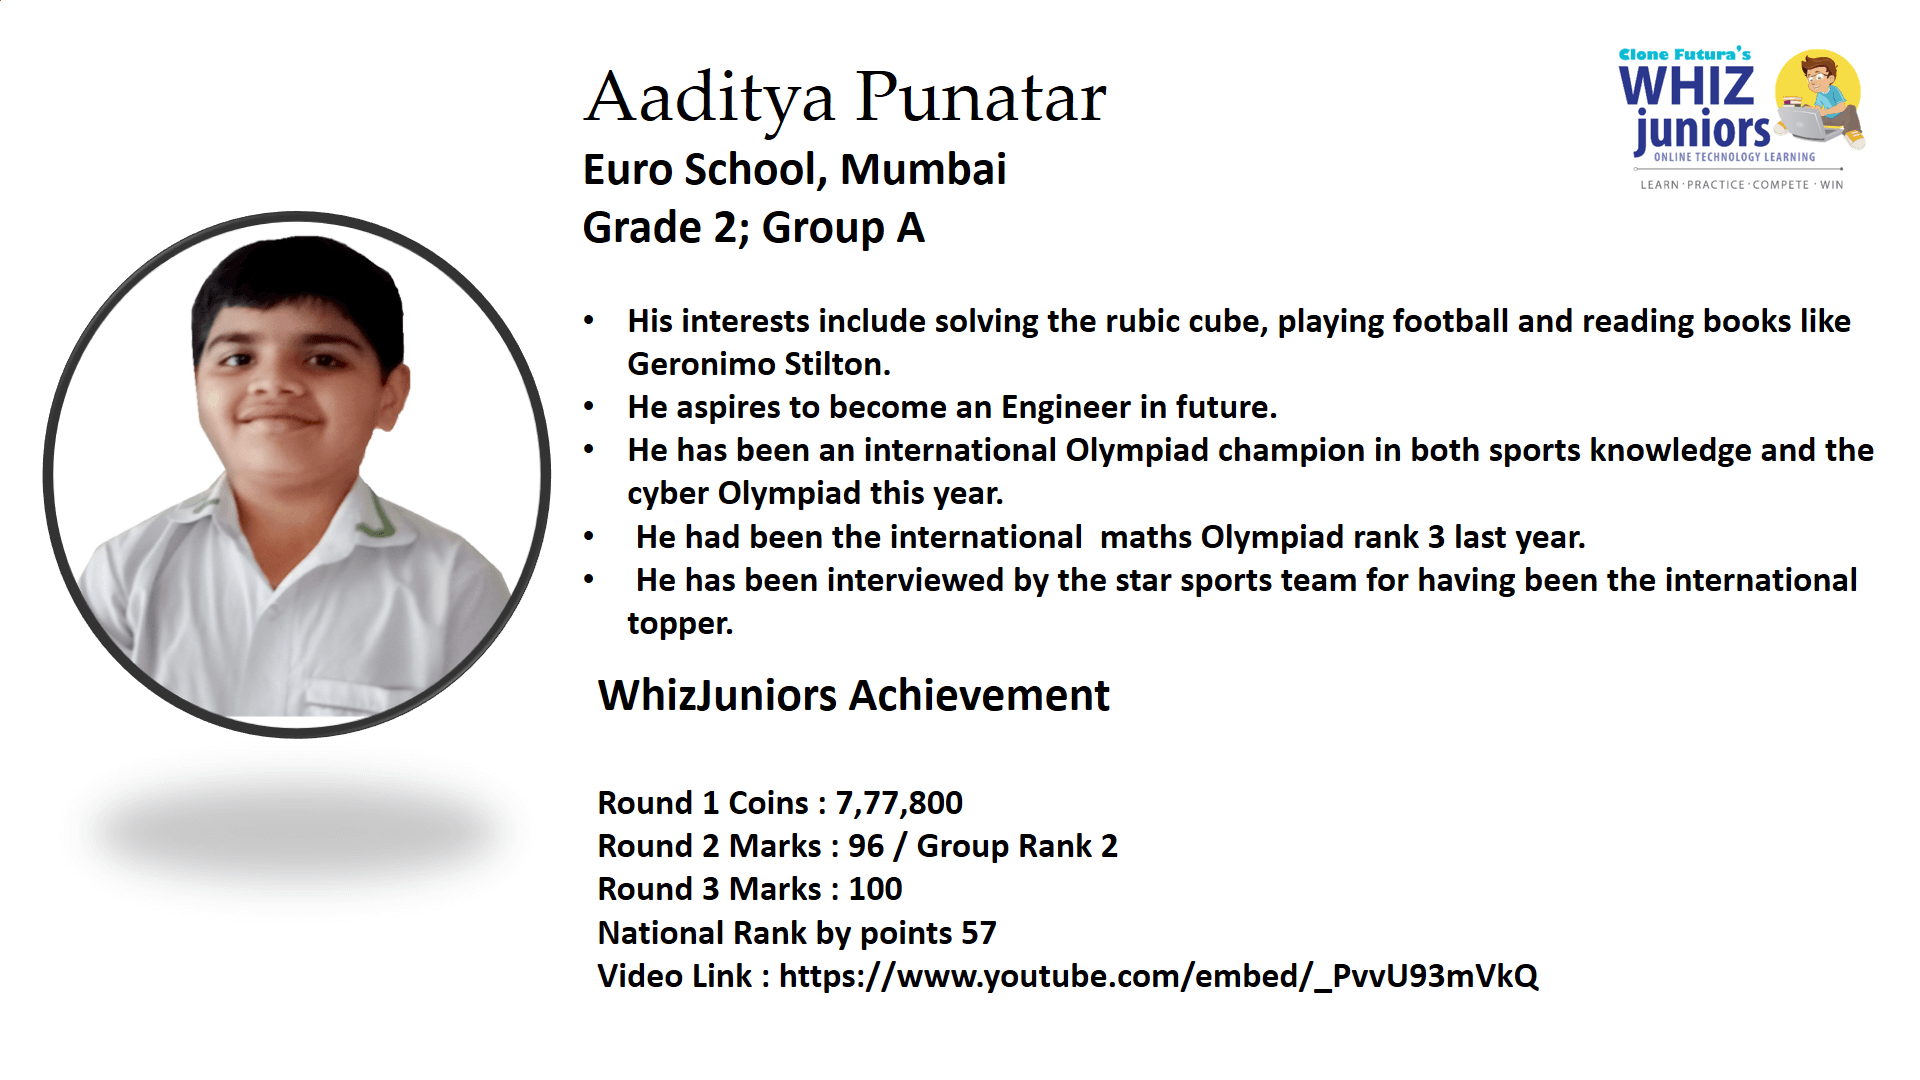 Aaditya Punatar
Euro School, Mumbai
Grade 2; Group A
Clone Futura's
WHIZ
juniors
ONLINE TECHNOLOGY LEARNING
LEARN · PRACTICE · COMPETE · WIN
• His interests include solving the rubic cube, playing football and reading books like
Geronimo Stilton.
• He aspires to become an Engineer in future.
• He has been an international Olympiad champion in both sports knowledge and the
cyber Olympiad this year.
• He had been the international  maths Olympiad rank 3 last year.
• He has been interviewed by the star sports team for having been the international
topper.
WhizJuniors Achievement
Round 1 Coins : 7,77,800
Round 2 Marks : 96 / Group Rank 2
Round 3 Marks : 100
National Rank by points 57
Video Link : https://www.youtube.com/embed/_PvvU93mVkQ